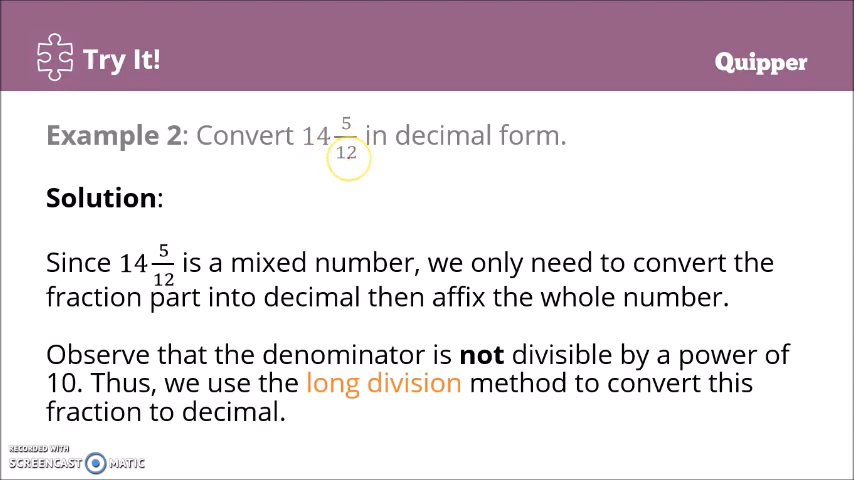 Try It!
Quipper
Example 2: Convert 14 5/12 in decimal form.
Solution:
Since 14 5/12 is a mixed number, we only need to convert the
fraction part into decimal then affix the whole number.
Observe that the denominator is not divisible by a power of
10. Thus, we use the long division method to convert this
fraction to decimal.
RECORDED WITH
SCREENCAST MATIC